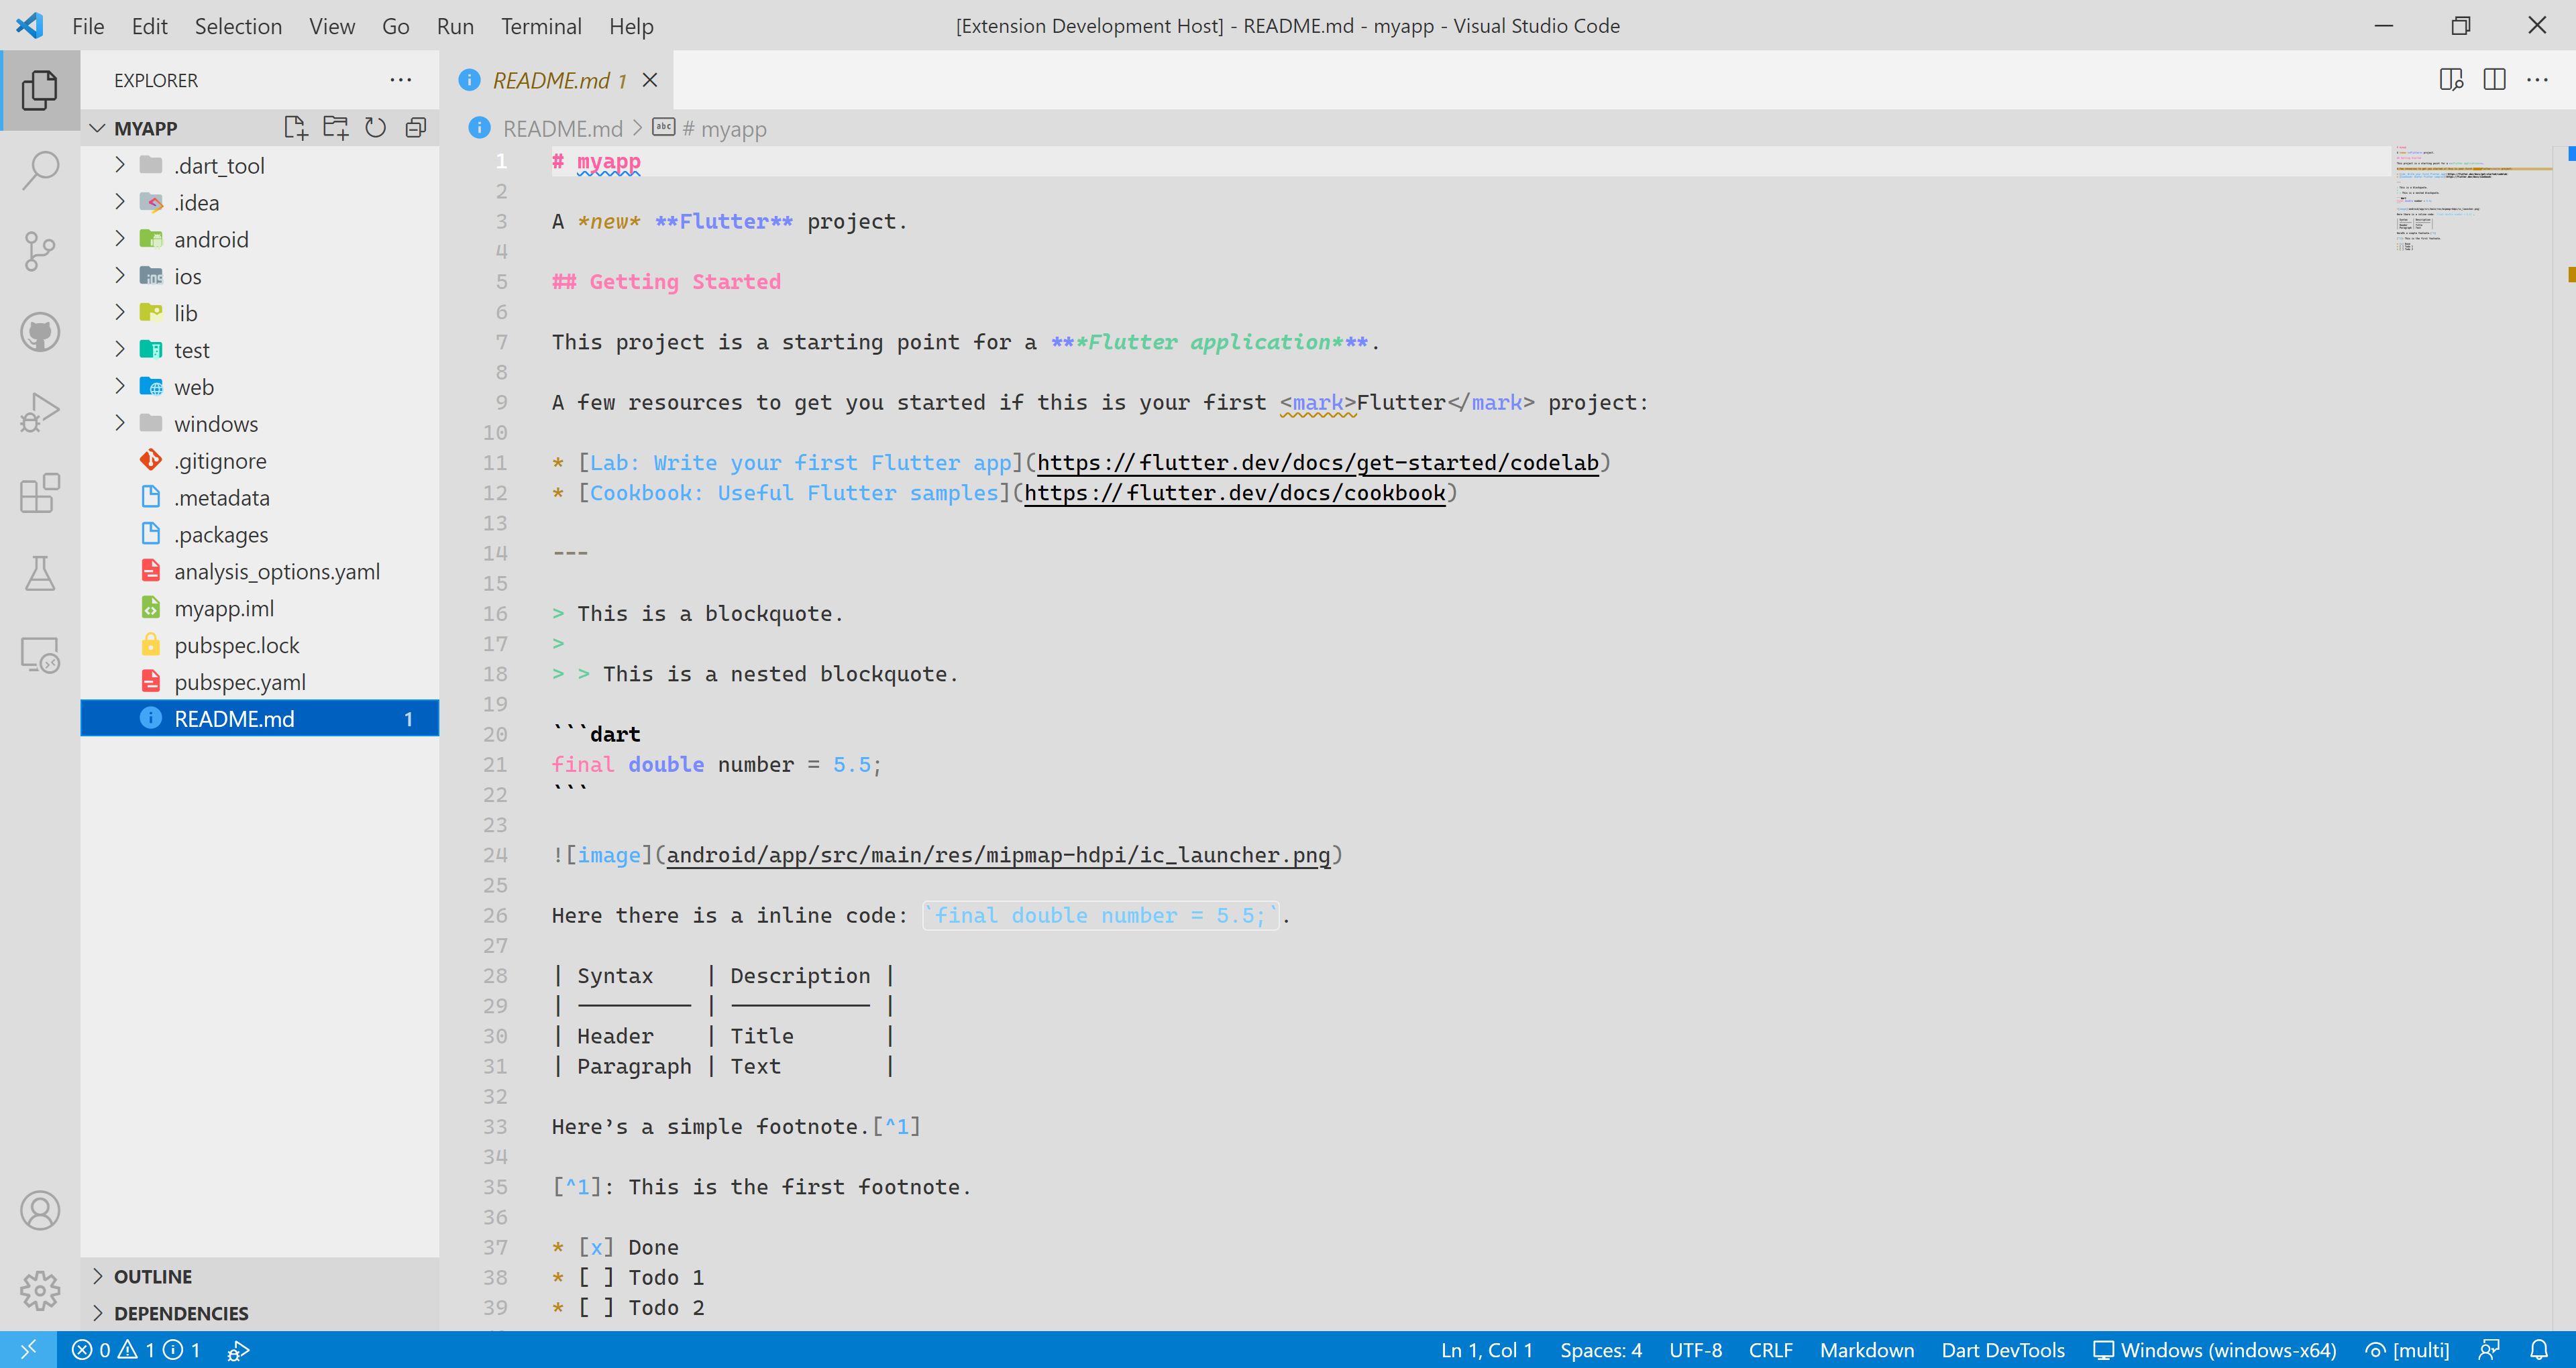 File Edit Selection View Go Run Terminal Help
[Extension Development Host] - README.md - myapp - Visual Studio Code
EXPLORER
MYAPP
.dart_tool
.idea
android
ios
lib
test
web
windows
.gitignore
.metadata
.packages
analysis_options.yaml
myapp.iml
pubspec.lock
pubspec.yaml
README.md 1
OUTLINE
DEPENDENCIES
README.md 1
README.md > # myapp
1 # myapp
2
3 A *new* **Flutter** project.
4
5 ## Getting Started
6
7 This project is a starting point for a ***Flutter application***.
8
9 A few resources to get you started if this is your first <mark>Flutter</mark> project:
10
11 * [Lab: Write your first Flutter app](https://flutter.dev/docs/get-started/codelab)
12 * [Cookbook: Useful Flutter samples](https://flutter.dev/docs/cookbook)
13
14 ---
15
16 > This is a blockquote.
17 >
18 > > This is a nested blockquote.
19
20 ```dart
21 final double number = 5.5;
22 ```
23
24 ![image](android/app/src/main/res/mipmap-hdpi/ic_launcher.png)
25
26 Here there is a inline code: `final double number = 5.5;`.
27
28 | Syntax    | Description |
29 | --------- | ----------- |
30 | Header    | Title       |
31 | Paragraph | Text        |
32
33 Here's a simple footnote.[^1]
34
35 [^1]: This is the first footnote.
36
37 * [x] Done
38 * [ ] Todo 1
39 * [ ] Todo 2
0 1 1
Ln 1, Col 1 Spaces: 4 UTF-8 CRLF Markdown Dart DevTools Windows (windows-x64) [multi]